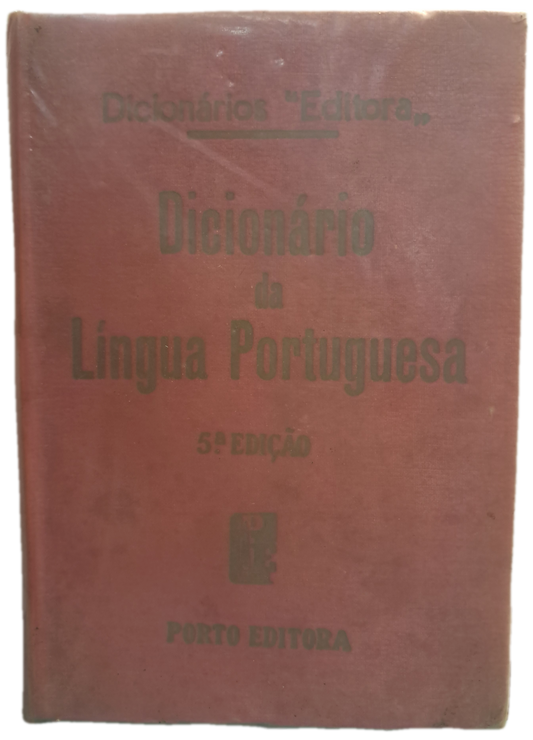 Dicionários "Editora„
Dicionário
da
Língua Portuguesa
5ª EDIÇÃO
PORTO EDITORA